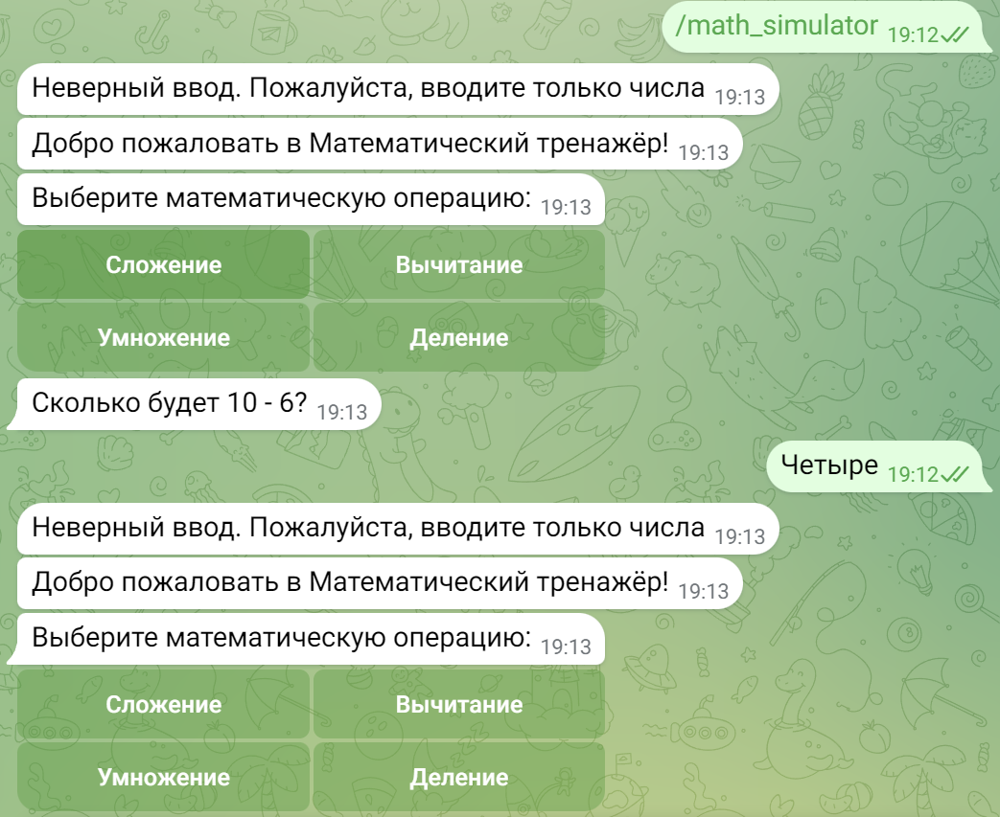 /math_simulator 19:12
Неверный ввод. Пожалуйста, вводите только числа 19:13
Добро пожаловать в Математический тренажёр! 19:13
Выберите математическую операцию: 19:13
Сложение Вычитание
Умножение Деление
Сколько будет 10 - 6? 19:13
Четыре 19:12
Неверный ввод. Пожалуйста, вводите только числа 19:13
Добро пожаловать в Математический тренажёр! 19:13
Выберите математическую операцию: 19:13
Сложение Вычитание
Умножение Деление